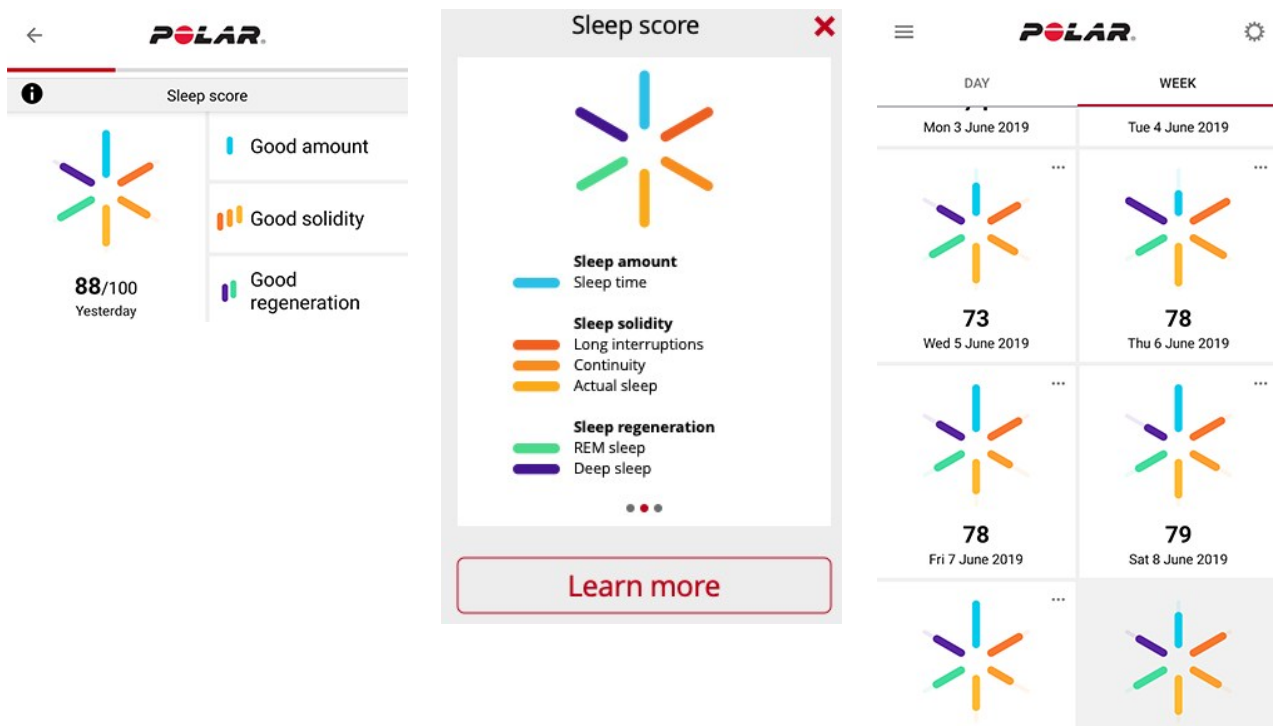 POLAR
Sleep score
88/100
Yesterday
Good amount
Good solidity
Good
regeneration
Sleep score
Sleep amount
Sleep time
Sleep solidity
Long interruptions
Continuity
Actual sleep
Sleep regeneration
REM sleep
Deep sleep
Learn more
POLAR
DAY
WEEK
Mon 3 June 2019
Tue 4 June 2019
73
Wed 5 June 2019
78
Thu 6 June 2019
78
Fri 7 June 2019
79
Sat 8 June 2019